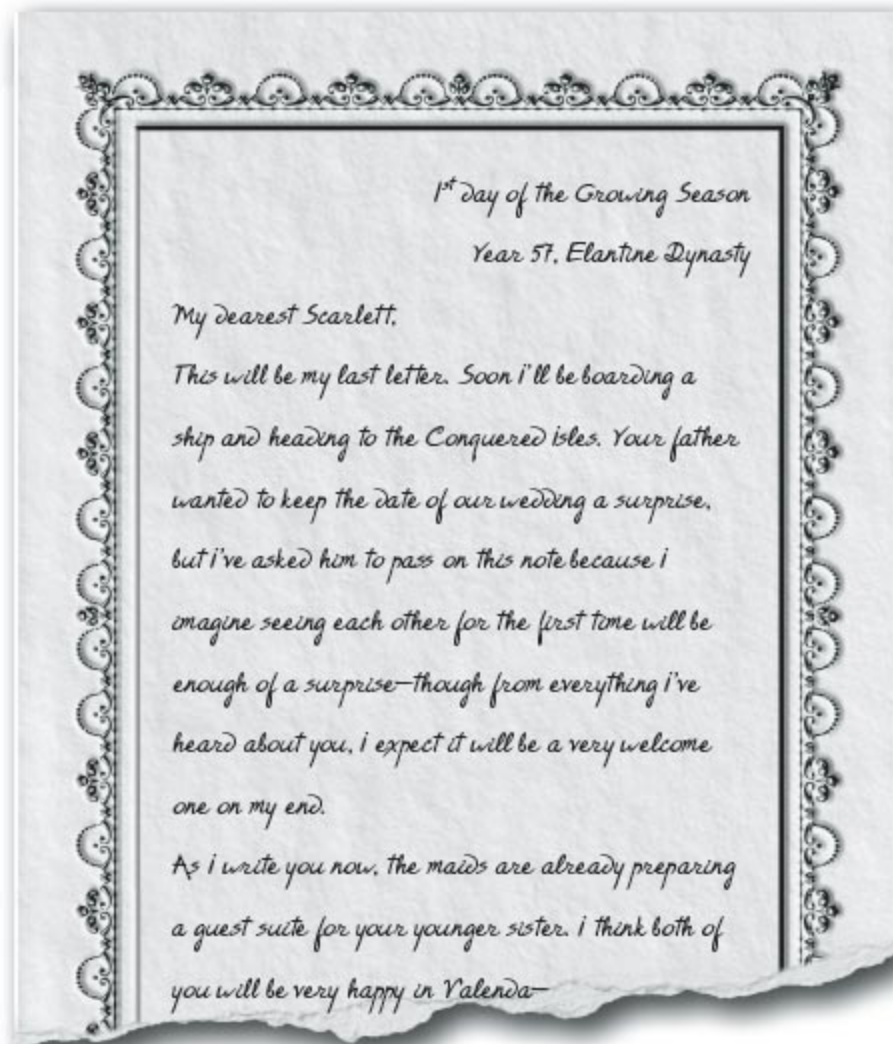 1st day of the Growing Season
Year 57, Elantine Dynasty
My dearest Scarlett,
This will be my last letter. Soon i'll be boarding a
ship and heading to the Conquered isles. Your father
wanted to keep the date of our wedding a surprise,
but i've asked him to pass on this note because i
imagine seeing each other for the first time will be
enough of a surprise—though from everything i've
heard about you, i expect it will be a very welcome
one on my end.
As i write you now, the maids are already preparing
a guest suite for your younger sister. i think both of
you will be very happy in Valenda—